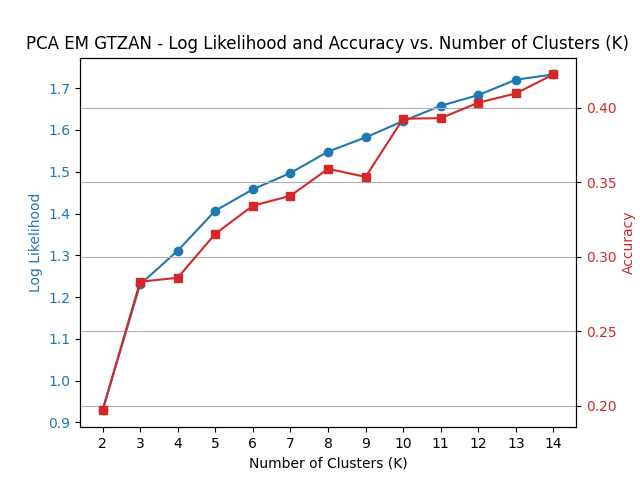 PCA EM GTZAN - Log Likelihood and Accuracy vs. Number of Clusters (K)
1.7
1.6
1.5
1.4
1.3
1.2
1.1
1.0
0.9
Log Likelihood
0.40
0.35
0.30
0.25
0.20
Accuracy
2 3 4 5 6 7 8 9 10 11 12 13 14
Number of Clusters (K)